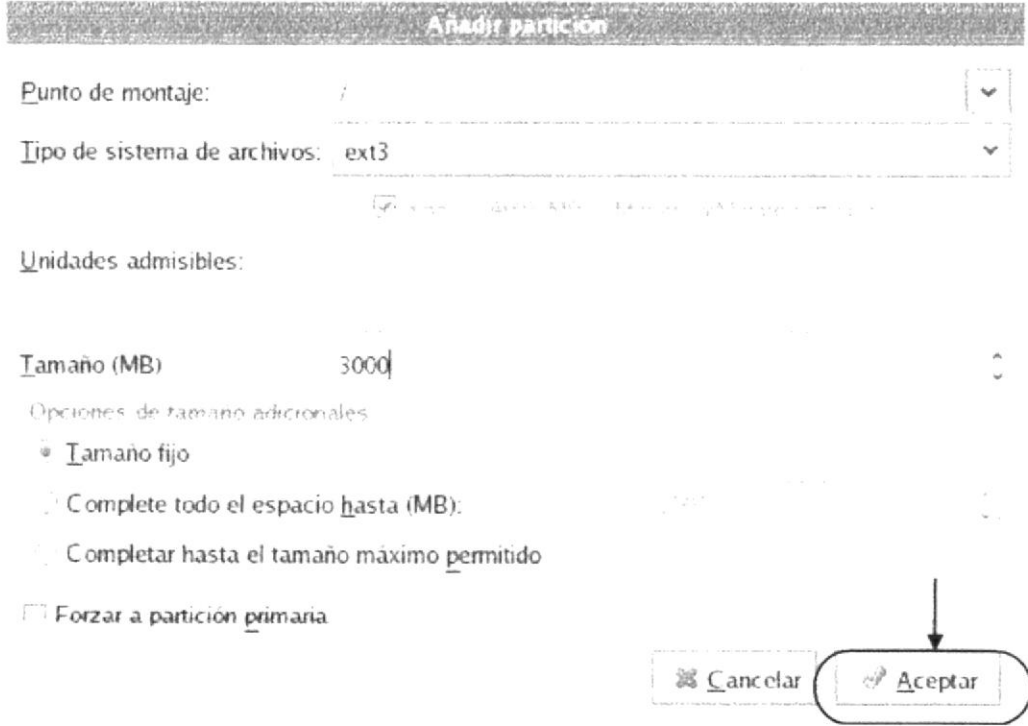 Añadir partición
Punto de montaje: /
Tipo de sistema de archivos: ext3
Unidades admisibles:
Tamaño (MB) 3000
Opciones de tamaño adicionales
Tamaño fijo
Complete todo el espacio hasta (MB):
Completar hasta el tamaño máximo permitido
Forzar a partición primaria
Cancelar Aceptar